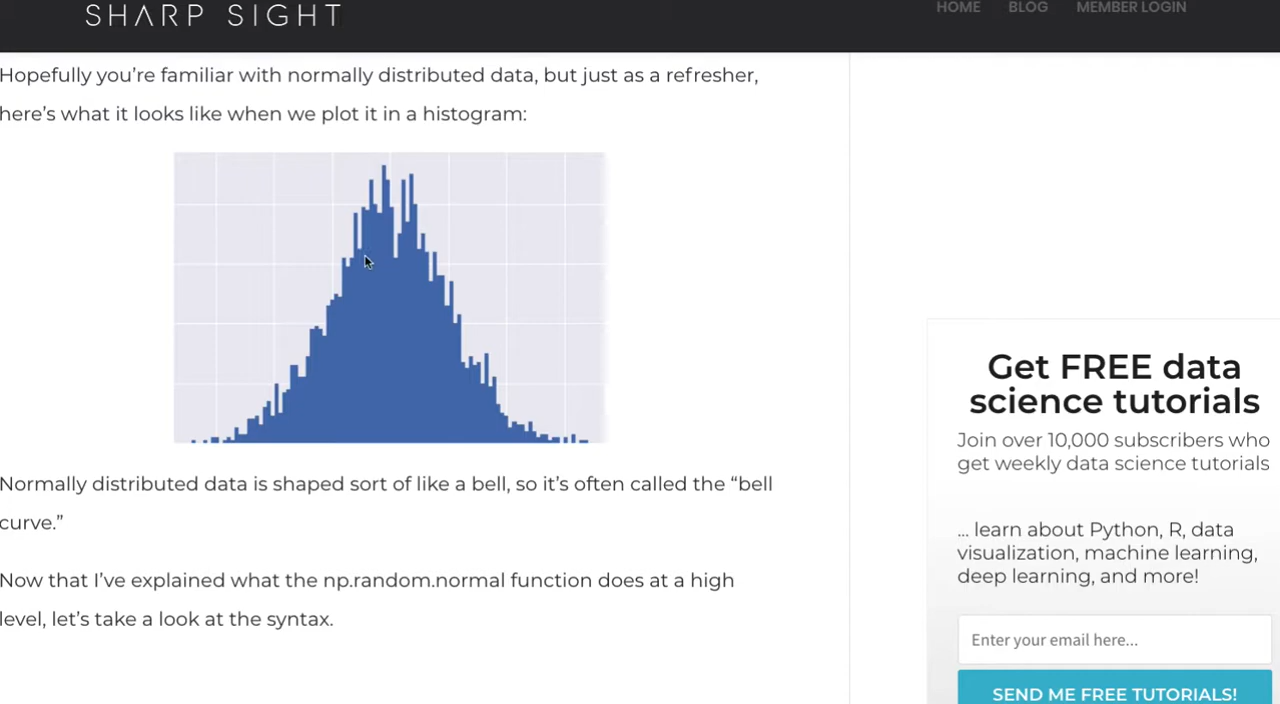 SHARP SIGHT
HOME BLOG MEMBER LOGIN
Hopefully you’re familiar with normally distributed data, but just as a refresher,
here’s what it looks like when we plot it in a histogram:
Normally distributed data is shaped sort of like a bell, so it’s often called the “bell
curve.”
Now that I’ve explained what the np.random.normal function does at a high
level, let’s take a look at the syntax.
Get FREE data
science tutorials
Join over 10,000 subscribers who
get weekly data science tutorials
... learn about Python, R, data
visualization, machine learning,
deep learning, and more!
Enter your email here...
SEND ME FREE TUTORIALS!